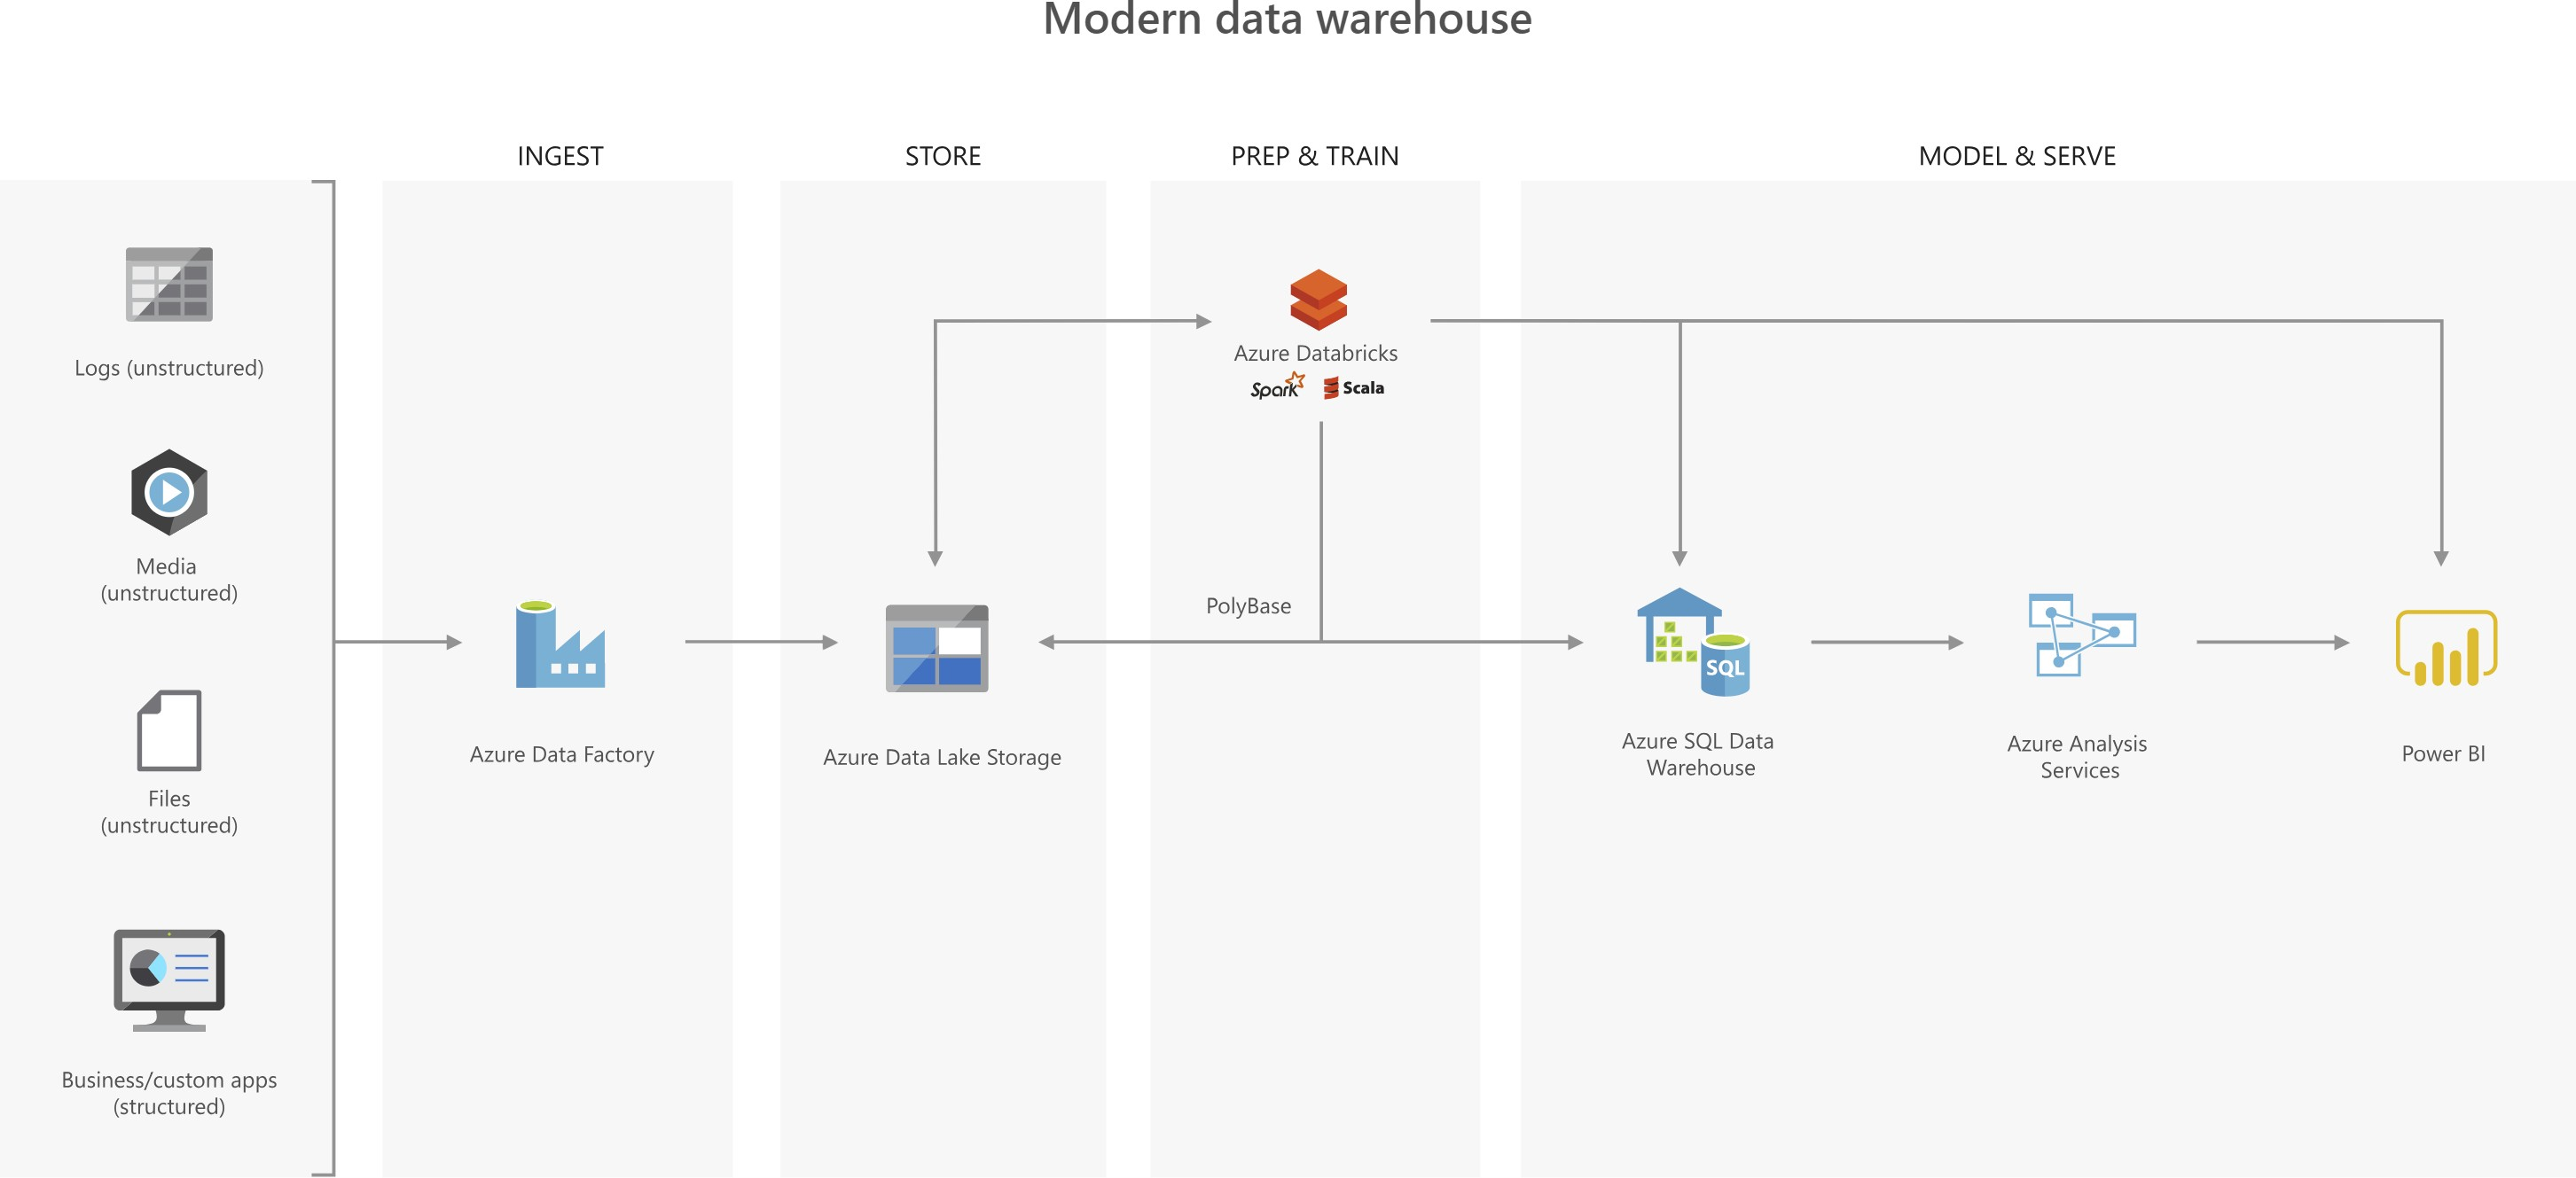 Modern data warehouse
INGEST
STORE
PREP & TRAIN
MODEL & SERVE
Logs (unstructured)
Media
(unstructured)
Files
(unstructured)
Business/custom apps
(structured)
Azure Data Factory
Azure Data Lake Storage
Azure Databricks
Spark Scala
PolyBase
SQL
Azure SQL Data
Warehouse
Azure Analysis
Services
Power BI